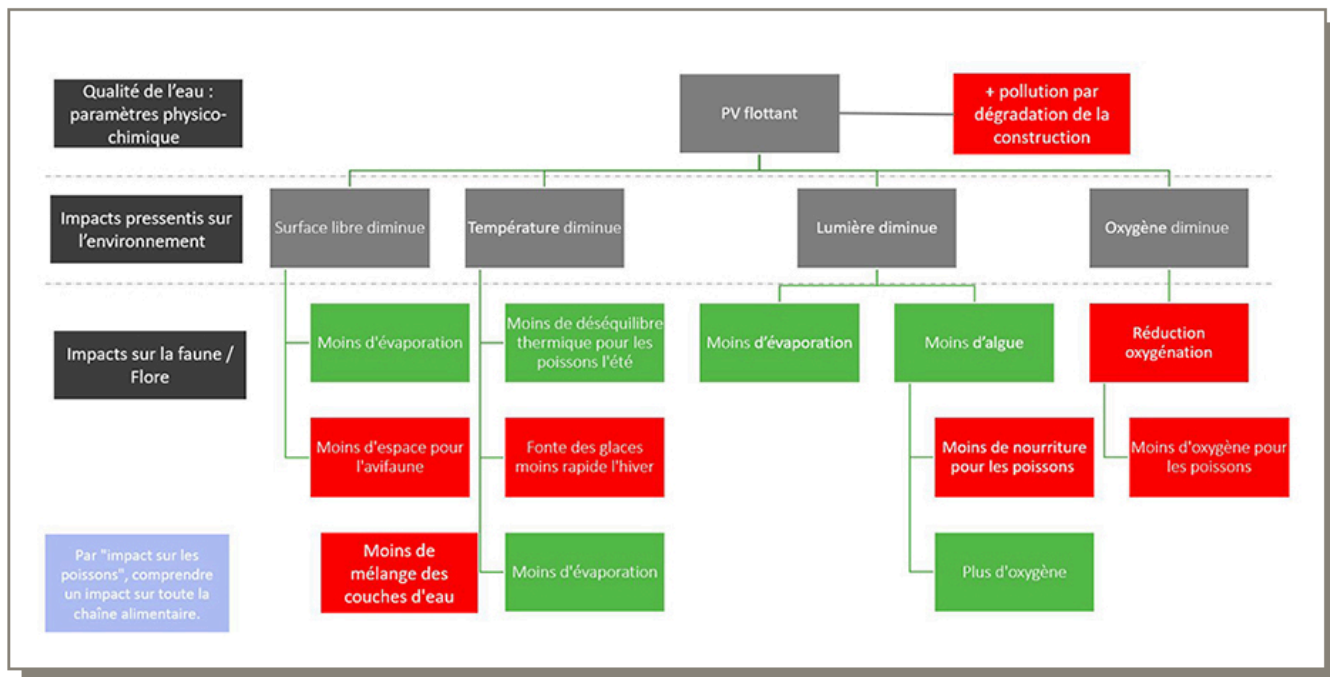 Qualité de l'eau :
paramètres physico-
chimique
PV flottant
+ pollution par
dégradation de la
construction
Impacts pressentis sur
l'environnement
Surface libre diminue
Température diminue
Lumière diminue
Oxygène diminue
Impacts sur la faune /
Flore
Moins d'évaporation
Moins de déséquilibre
thermique pour les
poissons l'été
Moins d'évaporation
Moins d'algue
Réduction
oxygénation
Moins d'espace pour
l'avifaune
Fonte des glaces
moins rapide l'hiver
Moins de nourriture
pour les poissons
Moins d'oxygène pour
les poissons
Par "impact sur les
poissons", comprendre
un impact sur toute la
chaîne alimentaire.
Moins de
mélange des
couches d'eau
Moins d'évaporation
Plus d'oxygène